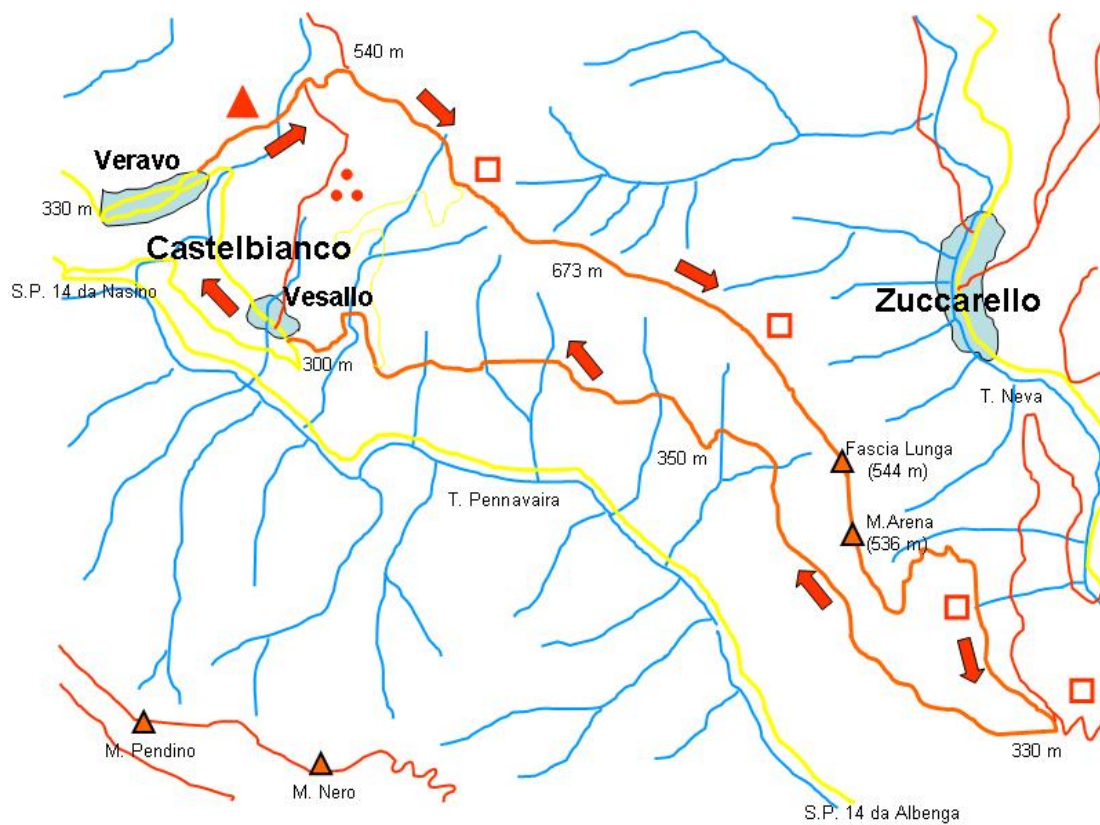 540 m
Veravo
330 m
Castelbianco
S.P. 14 da Nasino
Vesallo
673 m
Zuccarello
300 m
T. Neva
350 m
Fascia Lunga
(544 m)
T. Pennavaira
M.Arena
(536 m)
M. Pendino
330 m
M. Nero
S.P. 14 da Albenga